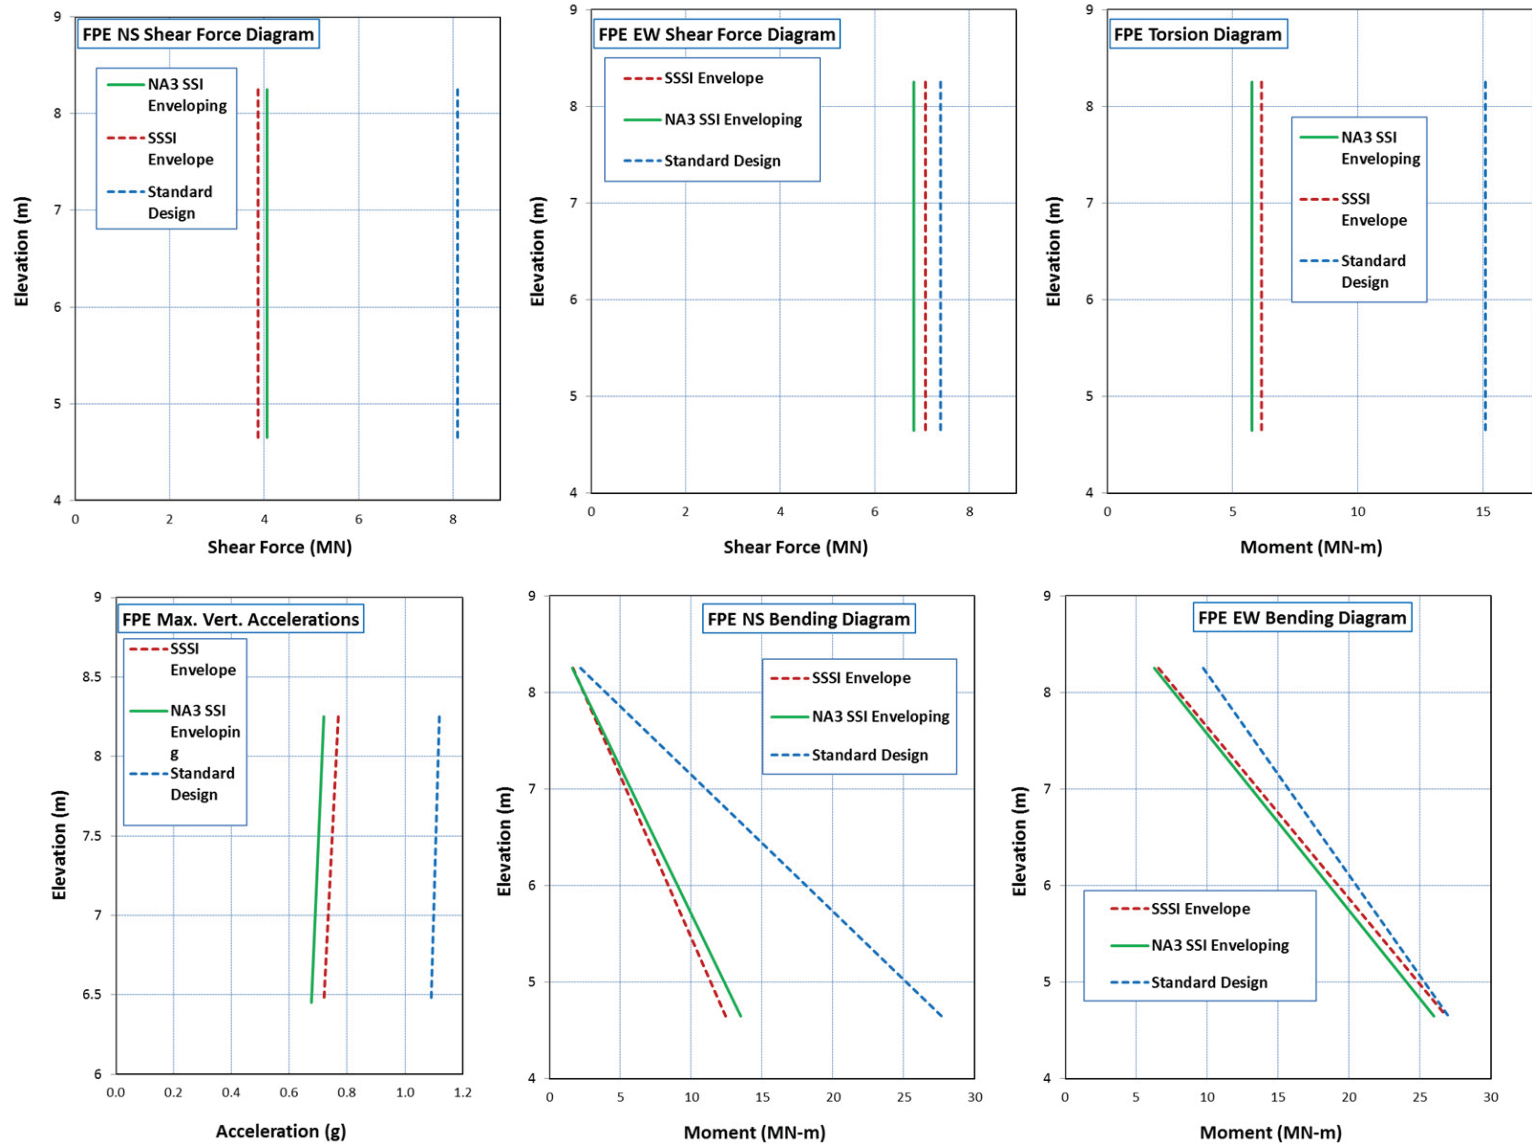 FPE NS Shear Force Diagram
NA3 SSI
Enveloping
SSSI
Envelope
Standard
Design
9
8
7
6
5
4
0
2
4
6
8
Elevation (m)
Shear Force (MN)
FPE EW Shear Force Diagram
SSSI Envelope
NA3 SSI Enveloping
Standard Design
9
8
7
6
5
4
0
2
4
6
8
Elevation (m)
Shear Force (MN)
FPE Torsion Diagram
NA3 SSI
Enveloping
SSSI
Envelope
Standard
Design
9
8
7
6
5
4
0
5
10
15
Elevation (m)
Moment (MN-m)
FPE Max. Vert. Accelerations
SSSI
Envelope
NA3 SSI
Envelopin
g
Standard
Design
9
8.5
8
7.5
7
6.5
6
0.0
0.2
0.4
0.6
0.8
1.0
1.2
Elevation (m)
Acceleration (g)
FPE NS Bending Diagram
SSSI Envelope
NA3 SSI Enveloping
Standard Design
9
8
7
6
5
4
0
5
10
15
20
25
30
Elevation (m)
Moment (MN-m)
FPE EW Bending Diagram
SSSI Envelope
NA3 SSI Enveloping
Standard Design
9
8
7
6
5
4
0
5
10
15
20
25
30
Elevation (m)
Moment (MN-m)